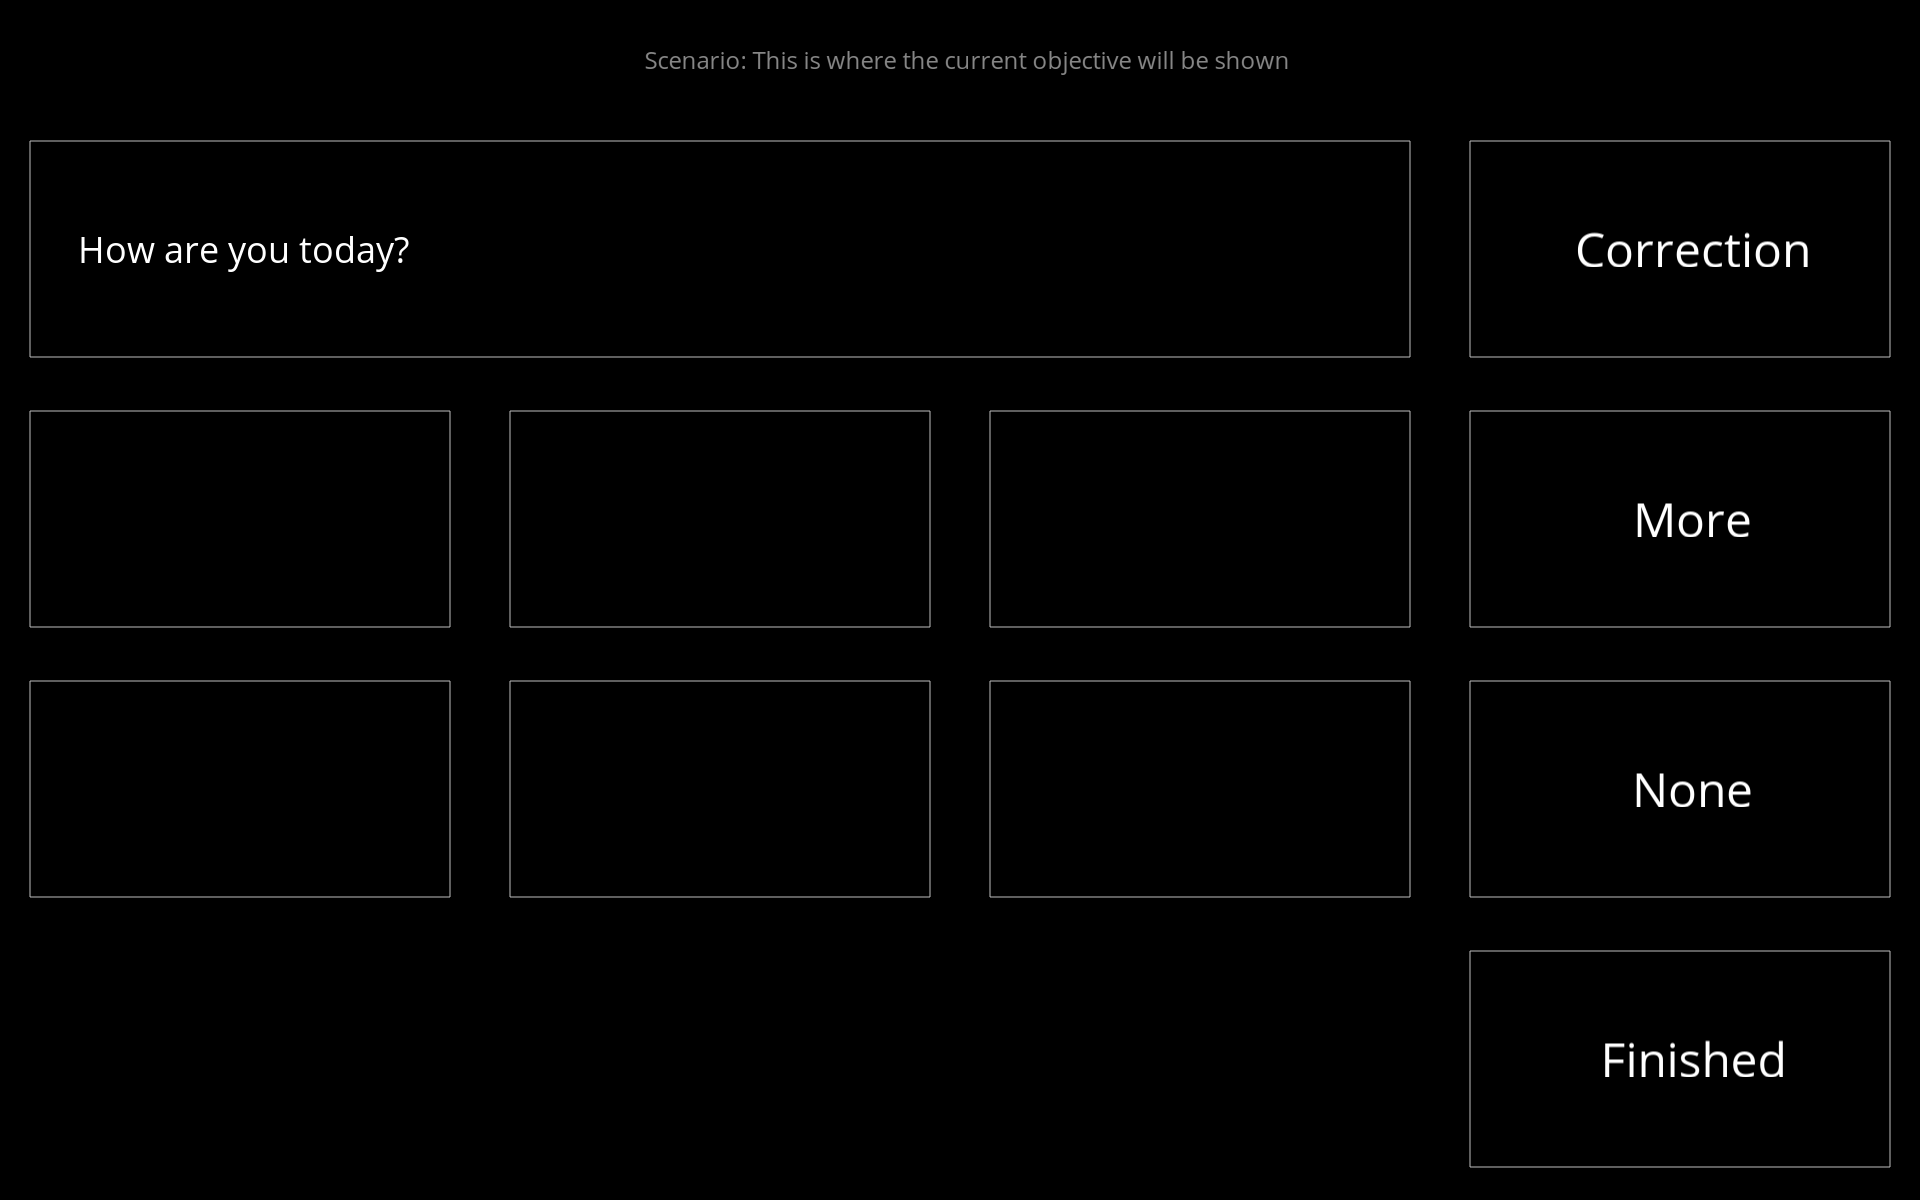 Scenario: This is where the current objective will be shown
How are you today?
Correction
More
None
Finished